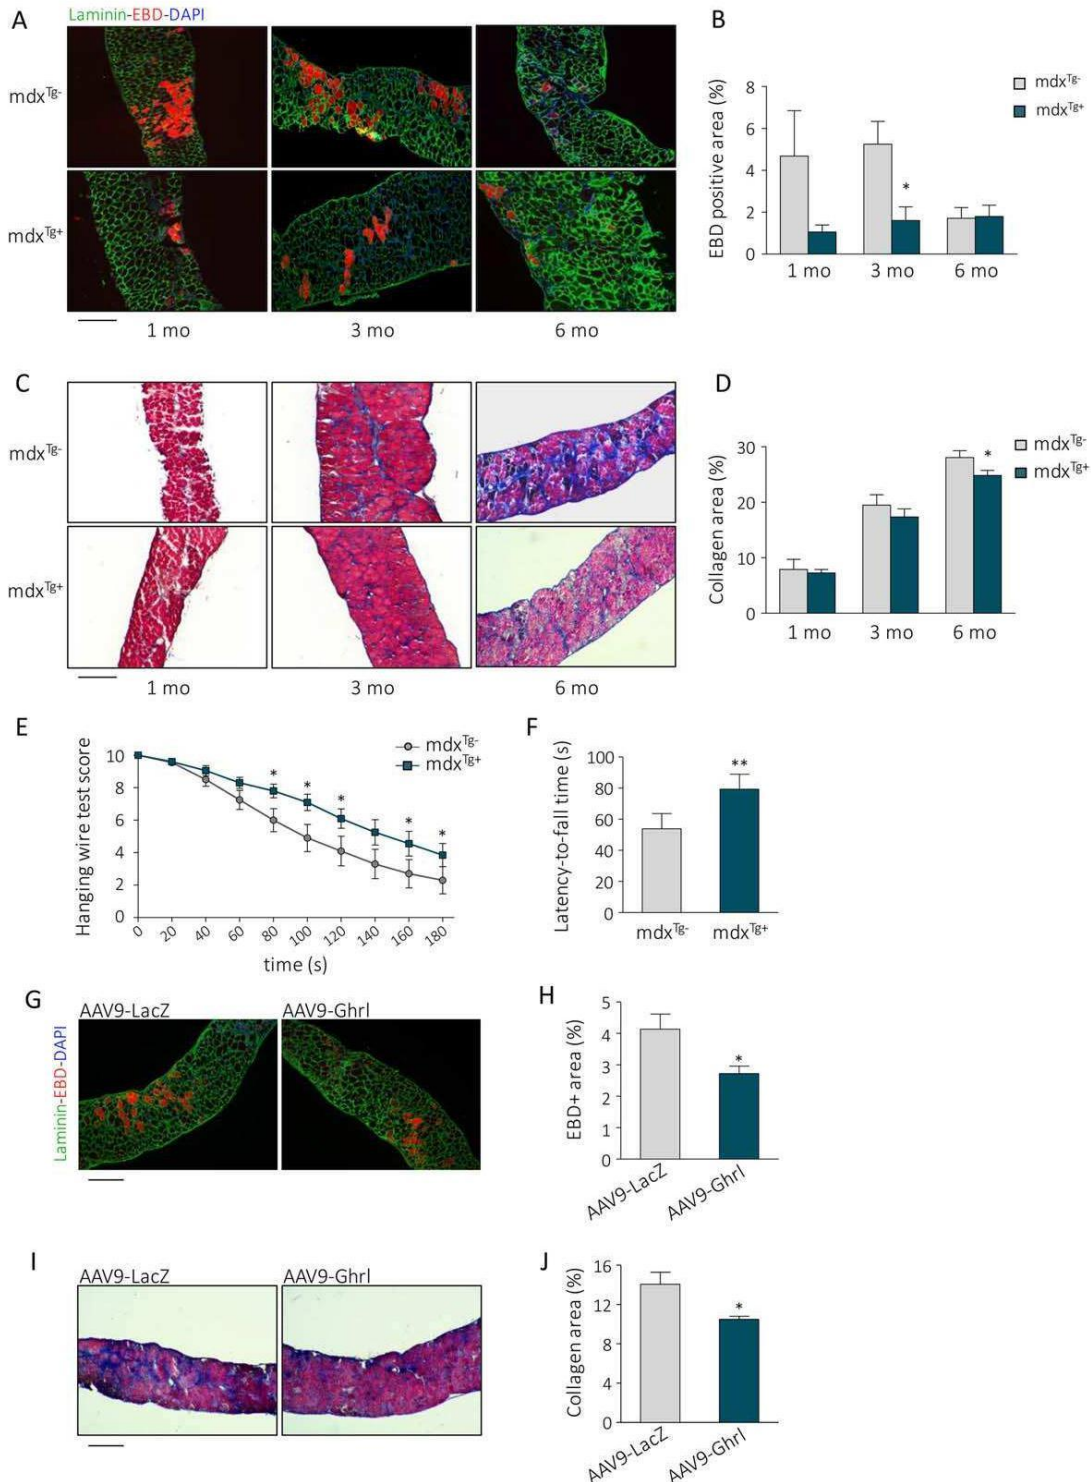 A
Laminin-EBD-DAPI
mdxTg-
mdxTg+
1 mo
3 mo
6 mo
B
EBD positive area (%)
8
6
4
2
0
mdxTg-
mdxTg+
*
1 mo
3 mo
6 mo
C
mdxTg-
mdxTg+
1 mo
3 mo
6 mo
D
Collagen area (%)
30
20
10
0
mdxTg-
mdxTg+
*
1 mo
3 mo
6 mo
E
Hanging wire test score
10
8
6
4
2
0
mdxTg-
mdxTg+
* * * * *
0 20 40 60 80 100 120 140 160 180
time (s)
F
Latency-to-fall time (s)
100
80
60
40
20
0
**
mdxTg-
mdxTg+
G
AAV9-LacZ
AAV9-Ghrl
Laminin-EBD-DAPI
H
EBD+ area (%)
5
4
3
2
1
0
*
AAV9-LacZ
AAV9-Ghrl
I
AAV9-LacZ
AAV9-Ghrl
J
Collagen area (%)
16
12
8
4
0
*
AAV9-LacZ
AAV9-Ghrl